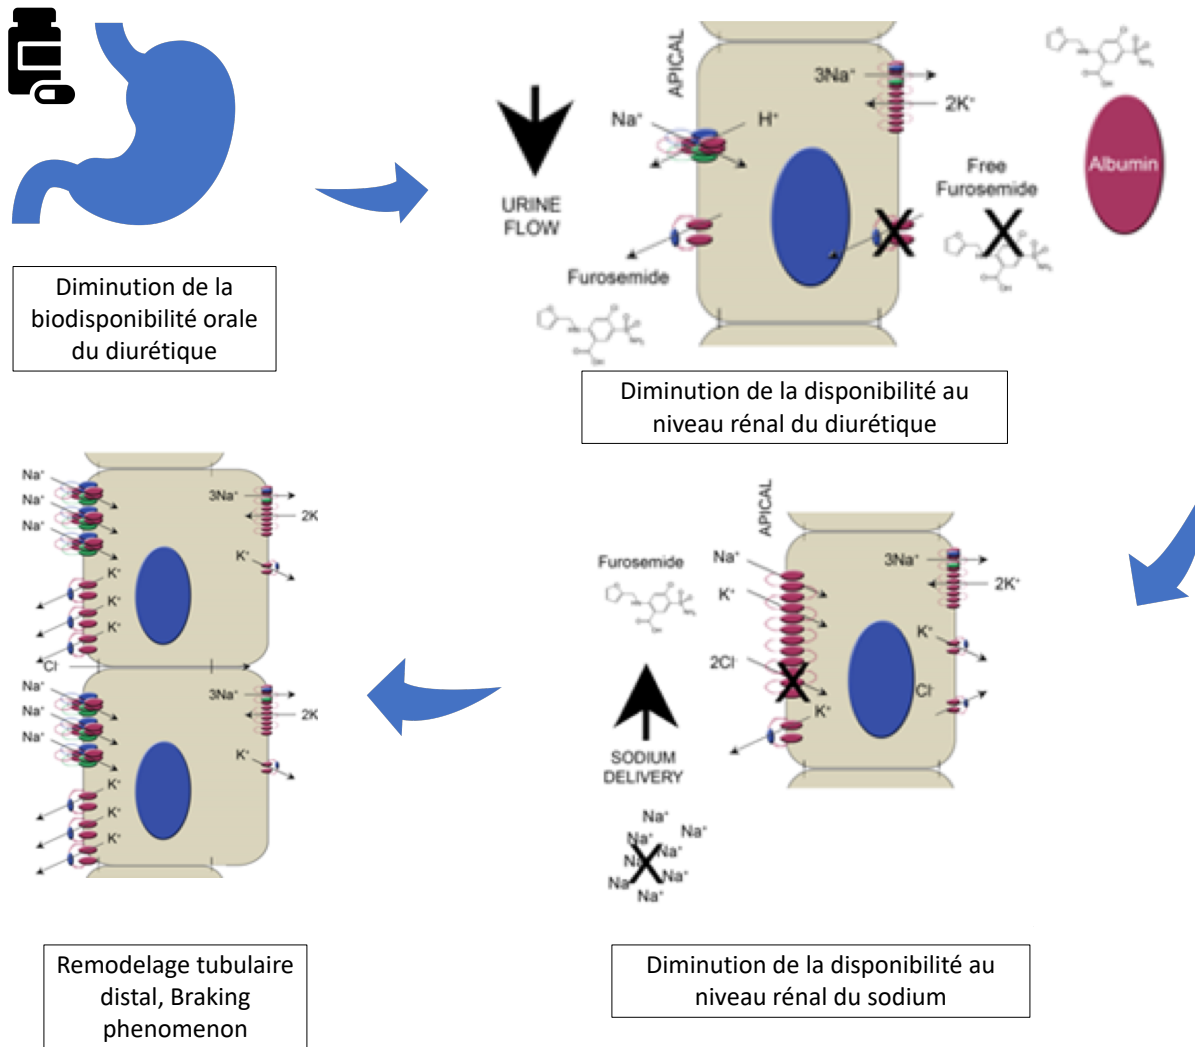 Diminution de la
biodisponibilité orale
du diurétique
APICAL
3Na⁺
2K⁺
Na⁺
H⁺
URINE
FLOW
Free
Furosemide
Albumin
Furosemide
Diminution de la disponibilité au
niveau rénal du diurétique
APICAL
Furosemide
Na⁺
K⁺
2Cl⁻
K⁺
3Na⁺
2K⁺
K⁺
Cl⁻
SODIUM
DELIVERY
Na⁺
Na⁺
Na⁺
Na⁺
Na
Na⁺
Na
Na⁺
Diminution de la disponibilité au
niveau rénal du sodium
Na⁺
Na⁺
Na⁺
3Na⁺
2K
K⁺
K⁺
K⁺
K⁺
Cl⁻
Na⁺
Na⁺
Na⁺
3Na⁺
2K
K⁺
K⁺
K⁺
K⁺
Remodelage tubulaire
distal, Braking
phenomenon